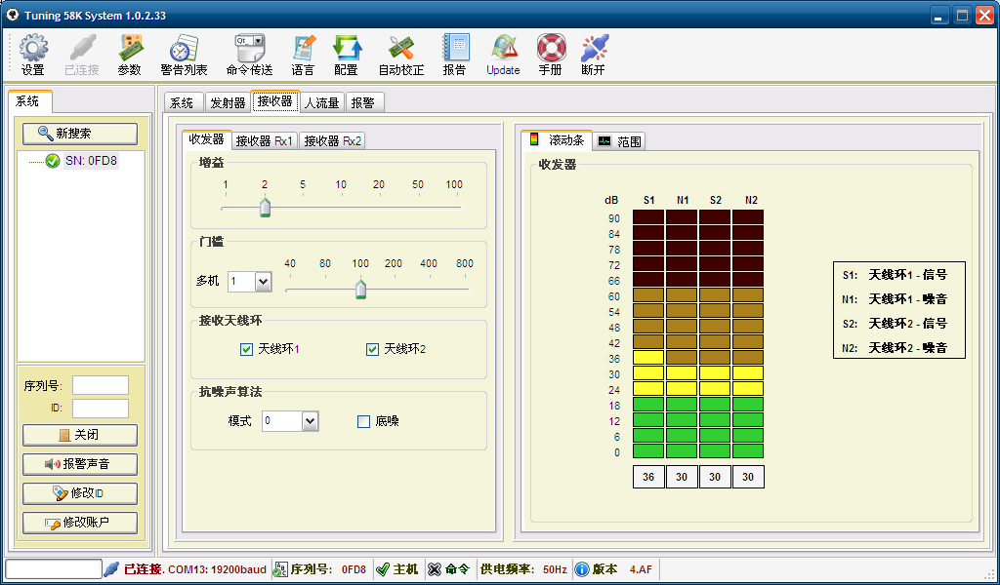 Tuning 58K System 1.0.2.33
设置 已连接 参数 警告列表 命令传送 语言 配置 自动校正 报告 Update 手册 断开
系统
新搜索
SN: 0FD8
序列号:
ID:
关闭
报警声音
修改ID
修改账户
系统 发射器 接收器 人流量 报警
收发器 接收器 Rx1 接收器 Rx2
增益
1 2 5 10 20 50 100
门槛
多机 1
40 80 100 200 400 800
接收天线环
天线环1 天线环2
抗噪声算法
模式 0 底噪
滚动条 范围
收发器
dB S1 N1 S2 N2
90
84
78
72
66
60
54
48
42
36
30
24
18
12
6
0
36 30 30 30
S1: 天线环1 - 信号
N1: 天线环1 - 噪音
S2: 天线环2 - 信号
N2: 天线环2 - 噪音
已连接. COM13: 19200baud 序列号: 0FD8 主机 命令 供电频率: 50Hz 版本 4.AF